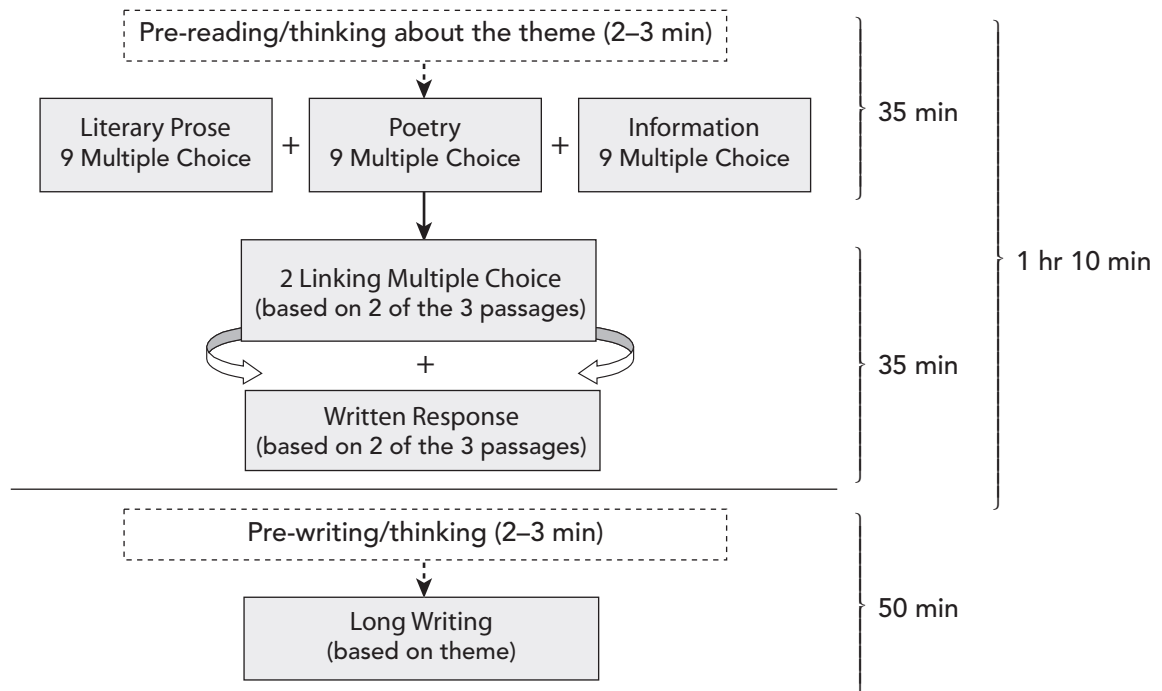 Pre-reading/thinking about the theme (2–3 min)
35 min
Literary Prose
9 Multiple Choice
+
Poetry
9 Multiple Choice
+
Information
9 Multiple Choice
1 hr 10 min
2 Linking Multiple Choice
(based on 2 of the 3 passages)
+
35 min
Written Response
(based on 2 of the 3 passages)
Pre-writing/thinking (2–3 min)
50 min
Long Writing
(based on theme)